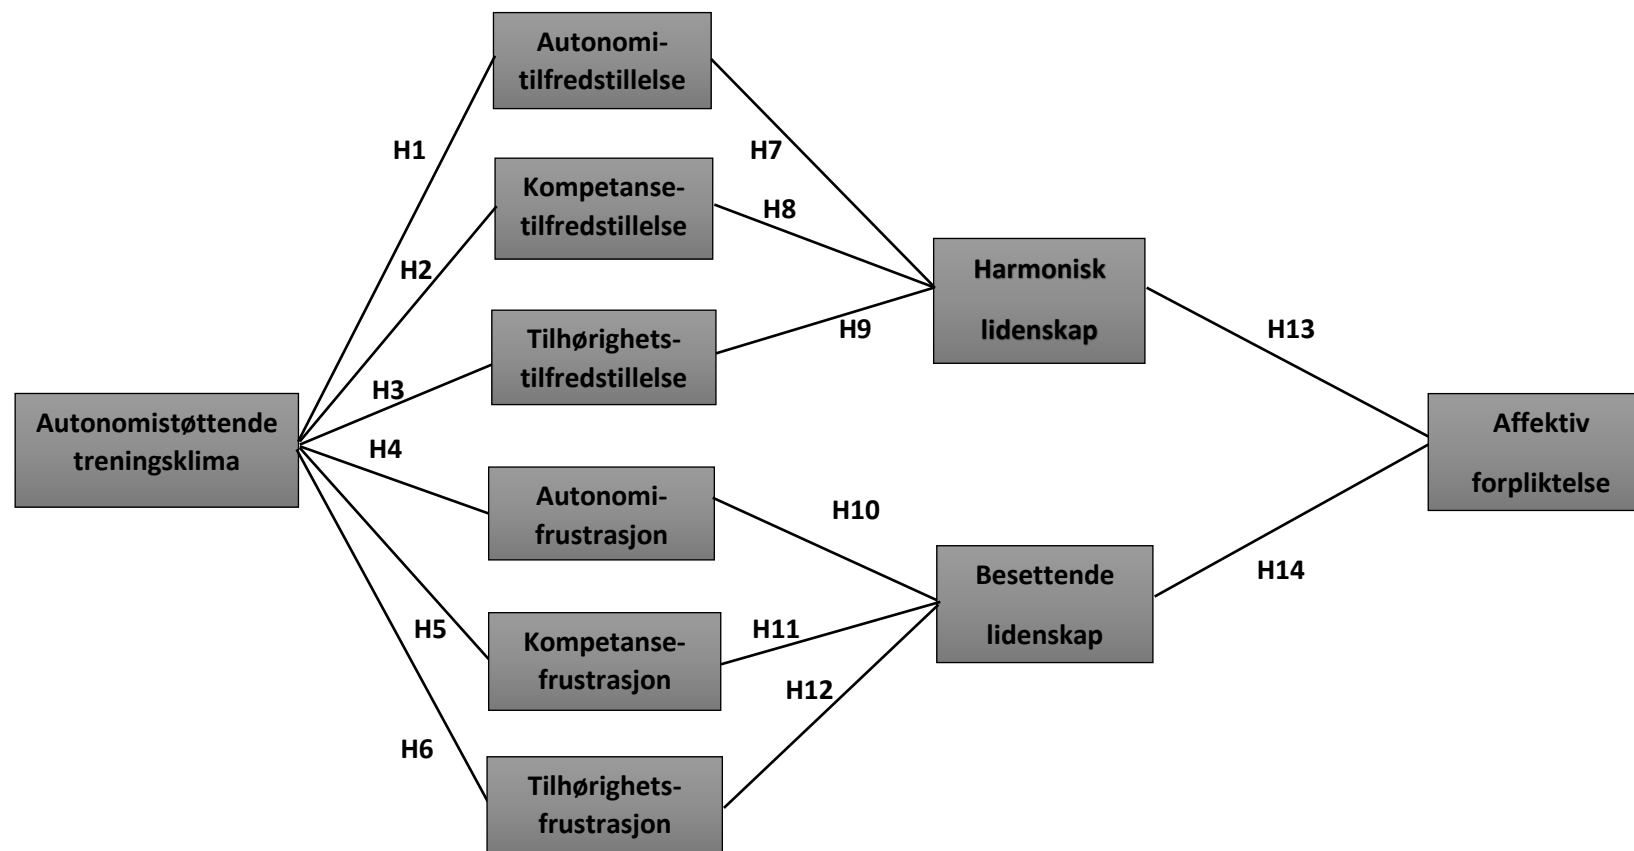 Autonomi-
tilfredstillelse
H1
H7
Kompetanse-
tilfredstillelse
H8
H2
Harmonisk
lidenskap
H9
H13
Tilhørighets-
tilfredstillelse
H3
Autonomistøttende
treningsklima
H4
Affektiv
forpliktelse
Autonomi-
frustrasjon
H10
Besettende
lidenskap
H14
H5
H11
Kompetanse-
frustrasjon
H12
H6
Tilhørighets-
frustrasjon